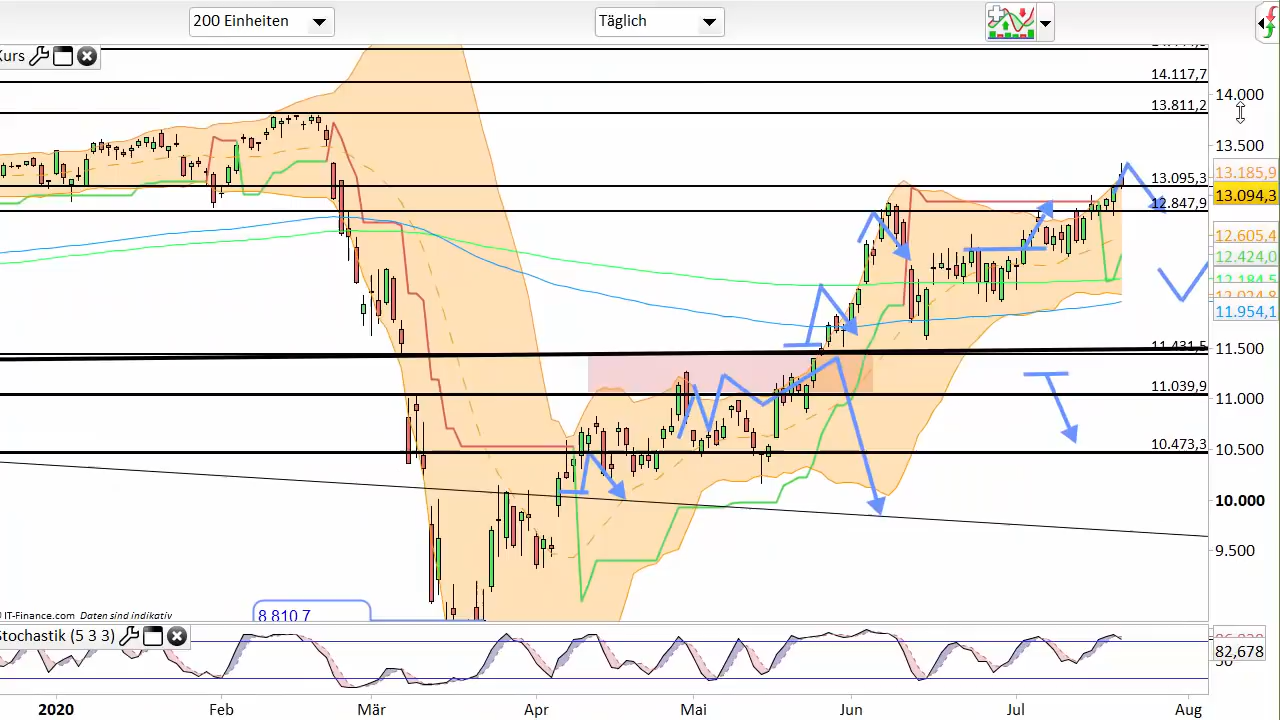 200 Einheiten
Täglich
Kurs
14.000
14.117,7
13.811,2
13.500
13.095,3
13.185,9
13.094,3
12.847,9
12.605,4
12.424,0
12.184,5
11.954,1
11.431,5
11.500
11.039,9
11.000
10.473,3
10.500
10.000
9.500
8 810,7
IT-Finance.com Daten sind indikativ
Stochastik (5 3 3)
82,678
2020
Feb
Mär
Apr
Mai
Jun
Jul
Aug